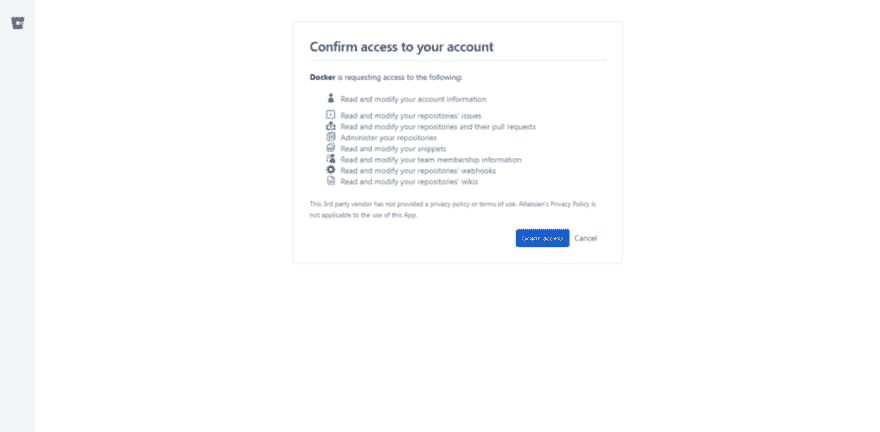 Confirm access to your account
Docker is requesting access to the following:
Read and modify your account information
Read and modify your repositories' issues
Read and modify your repositories and their pull requests
Administer your repositories
Read and modify your snippets
Read and modify your team membership information
Read and modify your repositories' webhooks
Read and modify your repositories' wikis
This 3rd party vendor has not provided a privacy policy or terms of use. Atlassian's Privacy Policy is
not applicable to the use of this App.
Grant access Cancel